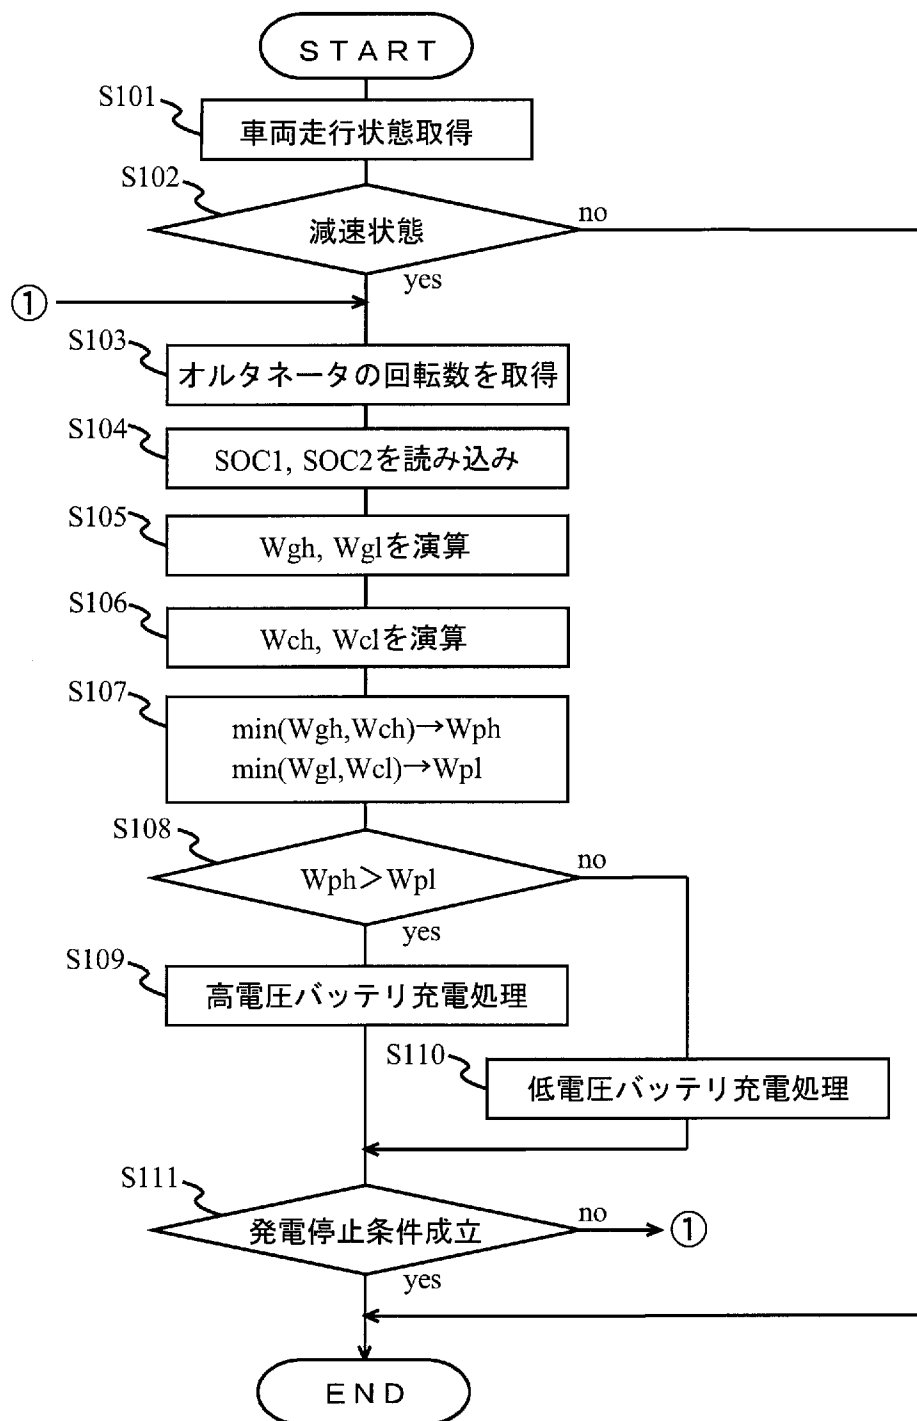 START
S101
車両走行状態取得
S102
減速状態
no
yes
①
S103
オルタネータの回転数を取得
S104
SOC1, SOC2を読み込み
S105
Wgh, Wglを演算
S106
Wch, Wclを演算
S107
min(Wgh,Wch)→Wph
min(Wgl,Wcl)→Wpl
S108
Wph>Wpl
no
yes
S109
高電圧バッテリ充電処理
S110
低電圧バッテリ充電処理
S111
発電停止条件成立
no
①
yes
END